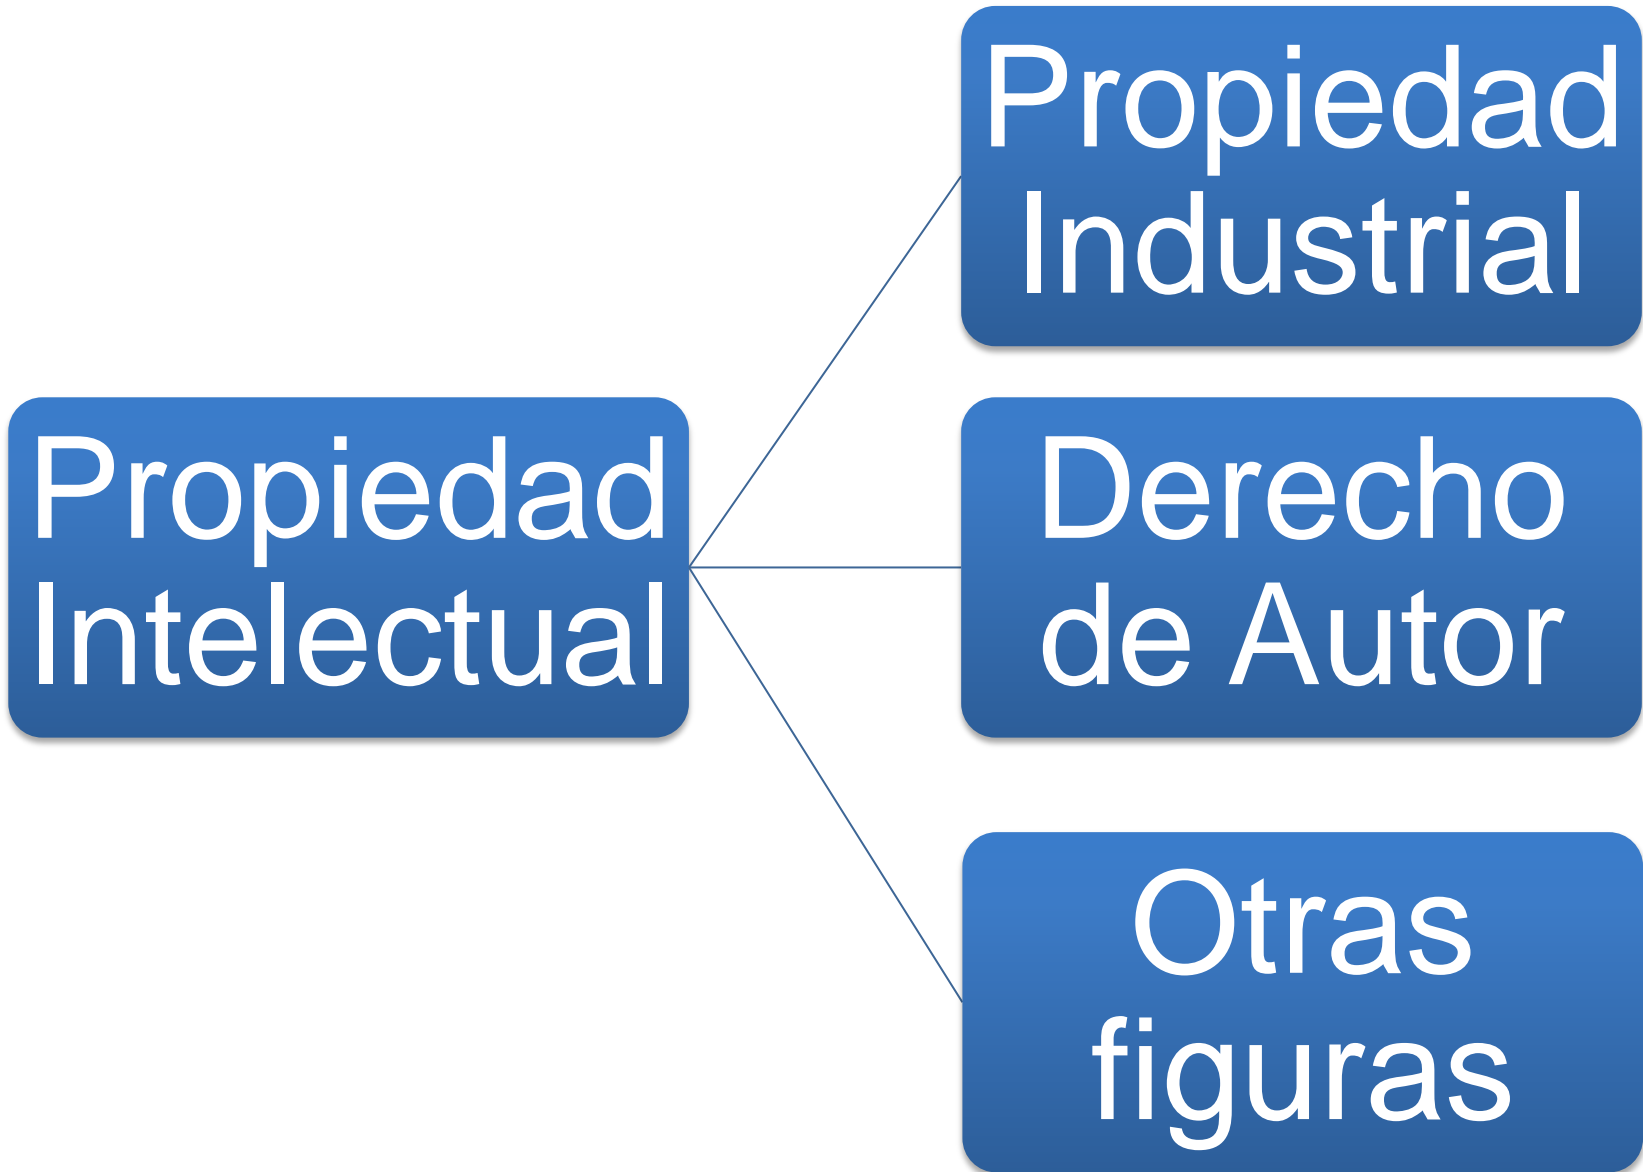 Propiedad
Intelectual
Propiedad
Industrial
Derecho
de Autor
Otras
figuras